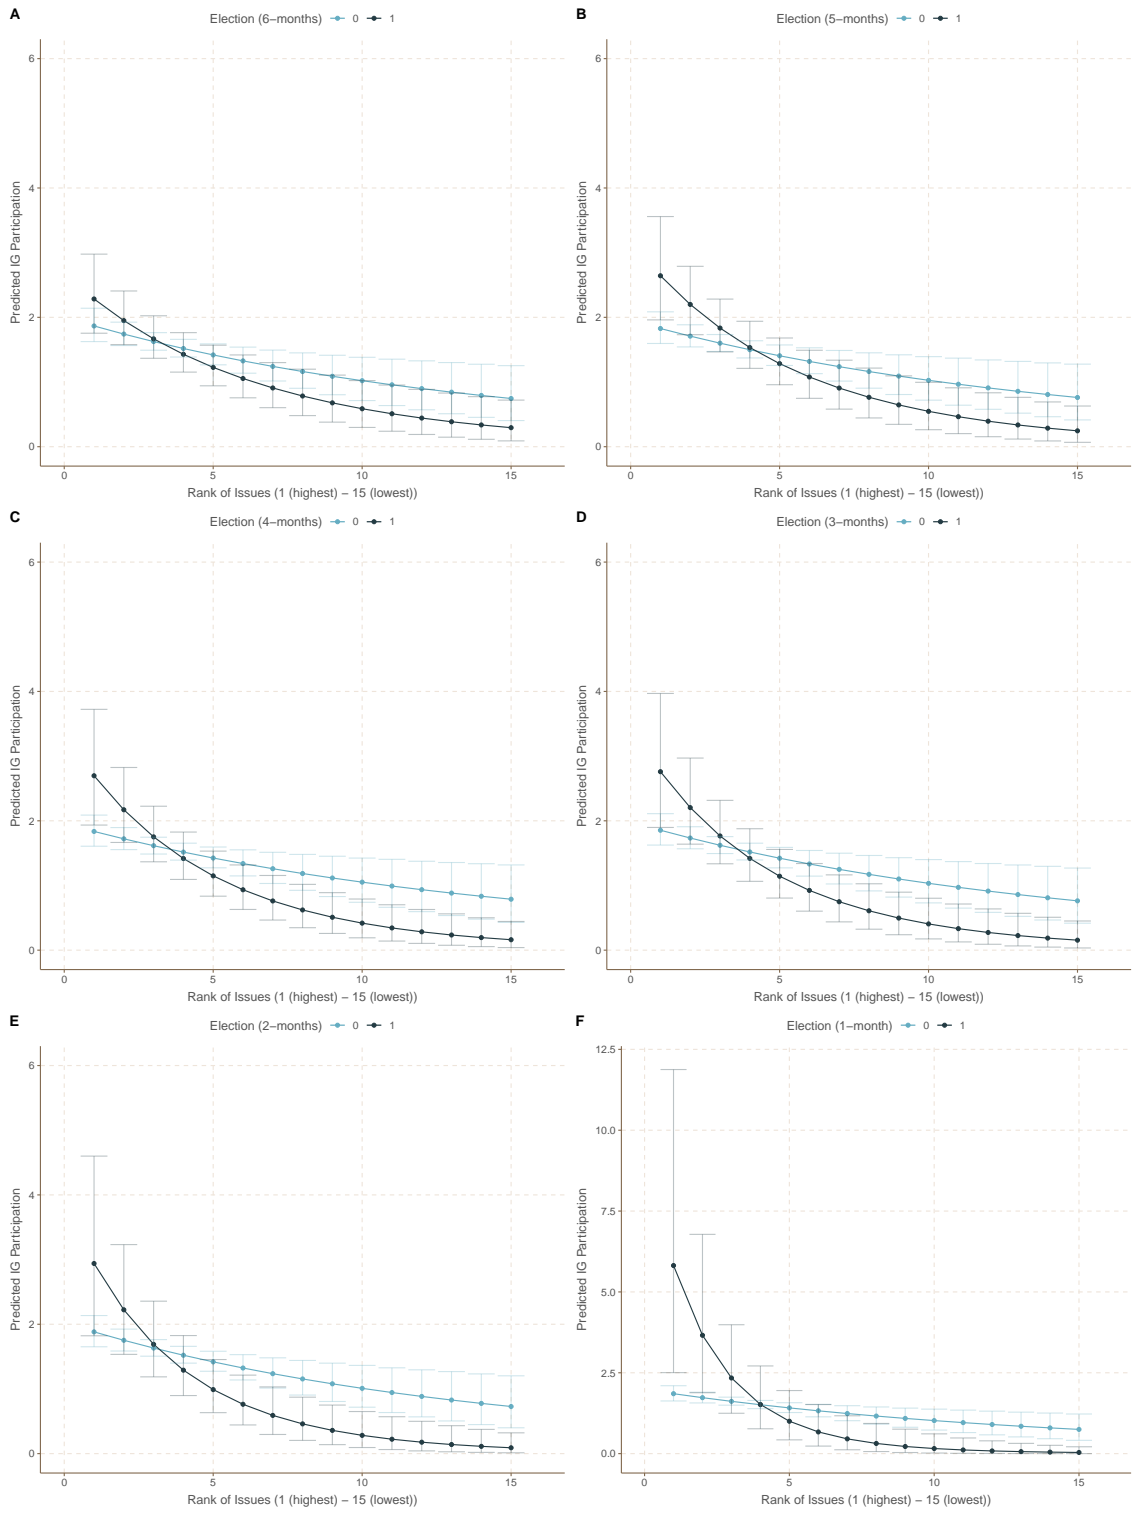 A
Election (6−months) 0 1
Predicted IG Participation
6
4
2
0
0 5 10 15
Rank of Issues (1 (highest) − 15 (lowest))
B
Election (5−months) 0 1
Predicted IG Participation
6
4
2
0
0 5 10 15
Rank of Issues (1 (highest) − 15 (lowest))
C
Election (4−months) 0 1
Predicted IG Participation
6
4
2
0
0 5 10 15
Rank of Issues (1 (highest) − 15 (lowest))
D
Election (3−months) 0 1
Predicted IG Participation
6
4
2
0
0 5 10 15
Rank of Issues (1 (highest) − 15 (lowest))
E
Election (2−months) 0 1
Predicted IG Participation
6
4
2
0
0 5 10 15
Rank of Issues (1 (highest) − 15 (lowest))
F
Election (1−month) 0 1
Predicted IG Participation
12.5
10.0
7.5
5.0
2.5
0.0
0 5 10 15
Rank of Issues (1 (highest) − 15 (lowest))